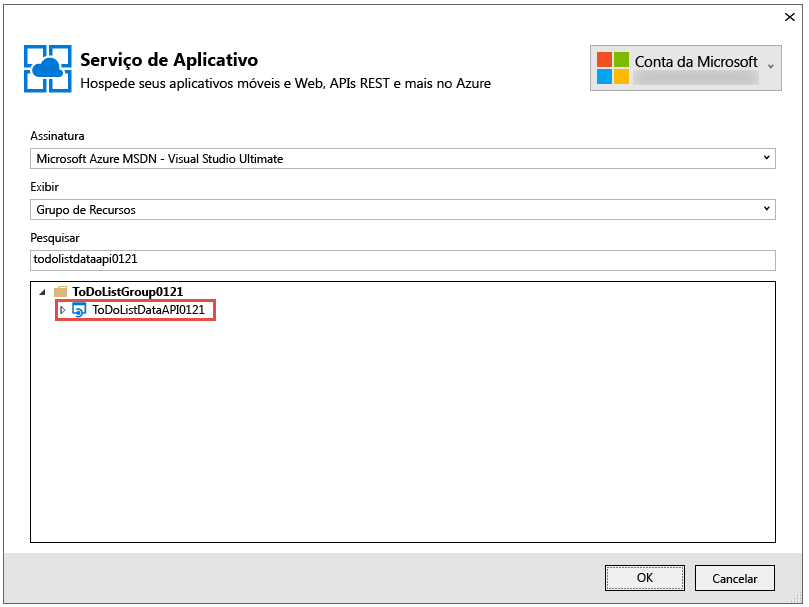 Serviço de Aplicativo
Hospede seus aplicativos móveis e Web, APIs REST e mais no Azure
Conta da Microsoft
Assinatura
Microsoft Azure MSDN - Visual Studio Ultimate
Exibir
Grupo de Recursos
Pesquisar
todolistdataapi0121
ToDoListGroup0121
ToDoListDataAPI0121
OK
Cancelar